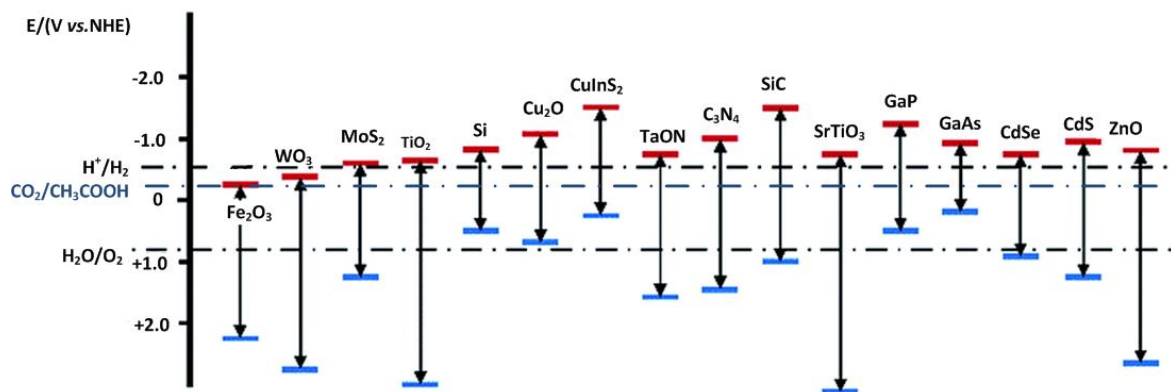 E/(V vs.NHE)
-2.0
-1.0
H⁺/H₂
CO₂/CH₃COOH
0
H₂O/O₂
+1.0
+2.0
Fe₂O₃
WO₃
MoS₂
TiO₂
Si
Cu₂O
CuInS₂
TaON
C₃N₄
SiC
SrTiO₃
GaP
GaAs
CdSe
CdS
ZnO